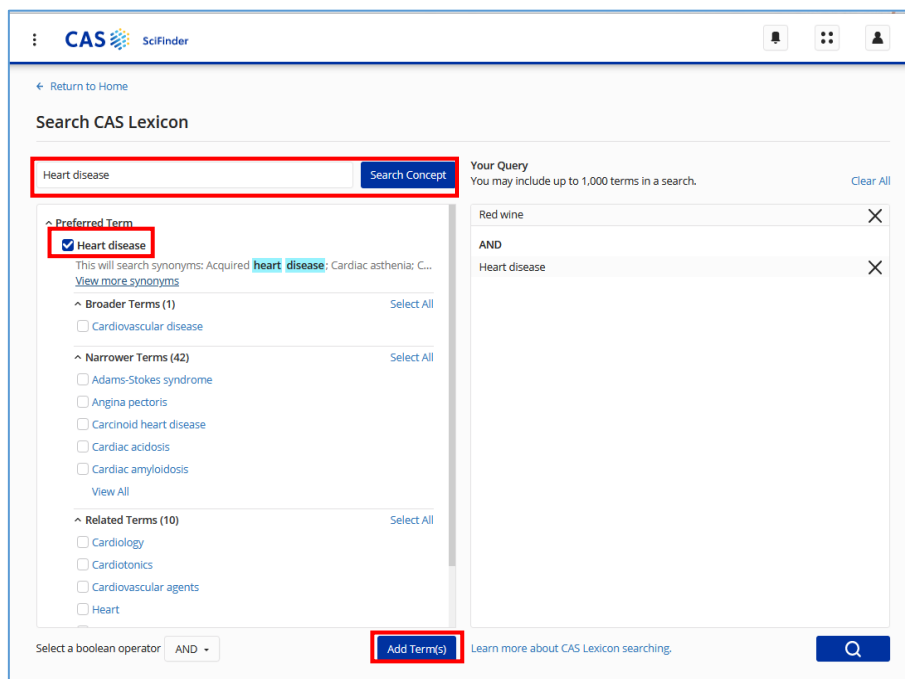 CAS SciFinder
Return to Home
Search CAS Lexicon
Heart disease
Search Concept
Preferred Term
Heart disease
This will search synonyms: Acquired heart disease; Cardiac asthenia; C...
View more synonyms
Broader Terms (1) Select All
Cardiovascular disease
Narrower Terms (42) Select All
Adams-Stokes syndrome
Angina pectoris
Carcinoid heart disease
Cardiac acidosis
Cardiac amyloidosis
View All
Related Terms (10) Select All
Cardiology
Cardiotonics
Cardiovascular agents
Heart
Select a boolean operator AND
Add Term(s)
Your Query
You may include up to 1,000 terms in a search. Clear All
Red wine
AND
Heart disease
Learn more about CAS Lexicon searching.